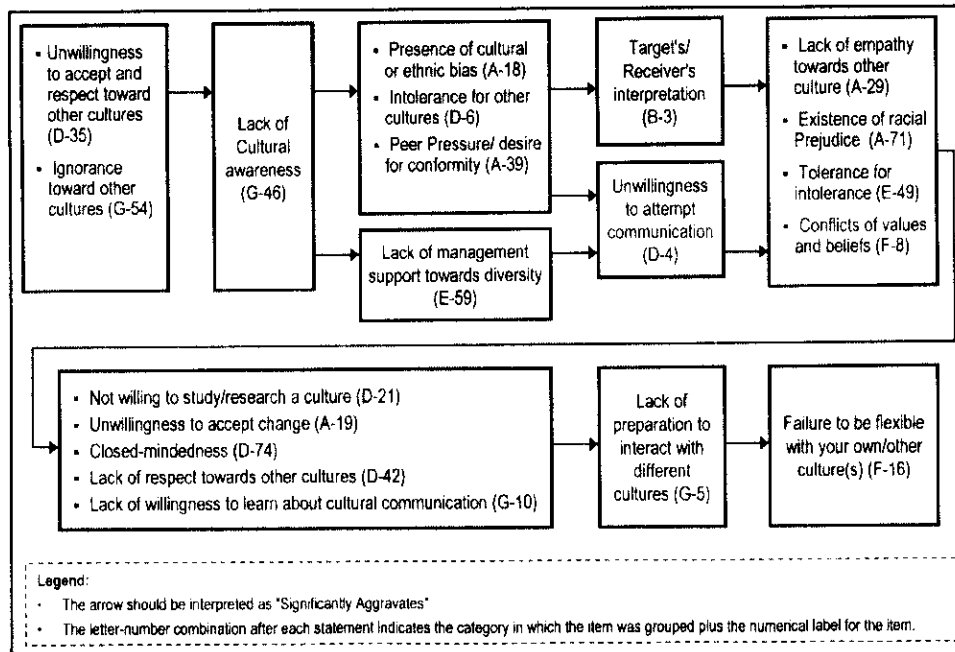 ▪ Unwillingness
to accept and
respect toward
other cultures
(D-35)
▪ Ignorance
toward other
cultures (G-54)
Lack of
Cultural
awareness
(G-46)
▪ Presence of cultural
or ethnic bias (A-18)
▪ Intolerance for other
cultures (D-6)
▪ Peer Pressure/ desire
for conformity (A-39)
Lack of management
support towards diversity
(E-59)
Target's/
Receiver's
interpretation
(B-3)
Unwillingness
to attempt
communication
(D-4)
▪ Lack of empathy
towards other
culture (A-29)
▪ Existence of racial
Prejudice (A-71)
▪ Tolerance for
intolerance (E-49)
▪ Conflicts of values
and beliefs (F-8)
▪ Not willing to study/research a culture (D-21)
▪ Unwillingness to accept change (A-19)
▪ Closed-mindedness (D-74)
▪ Lack of respect towards other cultures (D-42)
▪ Lack of willingness to learn about cultural communication (G-10)
Lack of
preparation to
interact with
different
cultures (G-5)
Failure to be flexible
with your own/other
culture(s) (F-16)
Legend:
· The arrow should be interpreted as "Significantly Aggravates"
· The letter-number combination after each statement indicates the category in which the item was grouped plus the numerical label for the item.